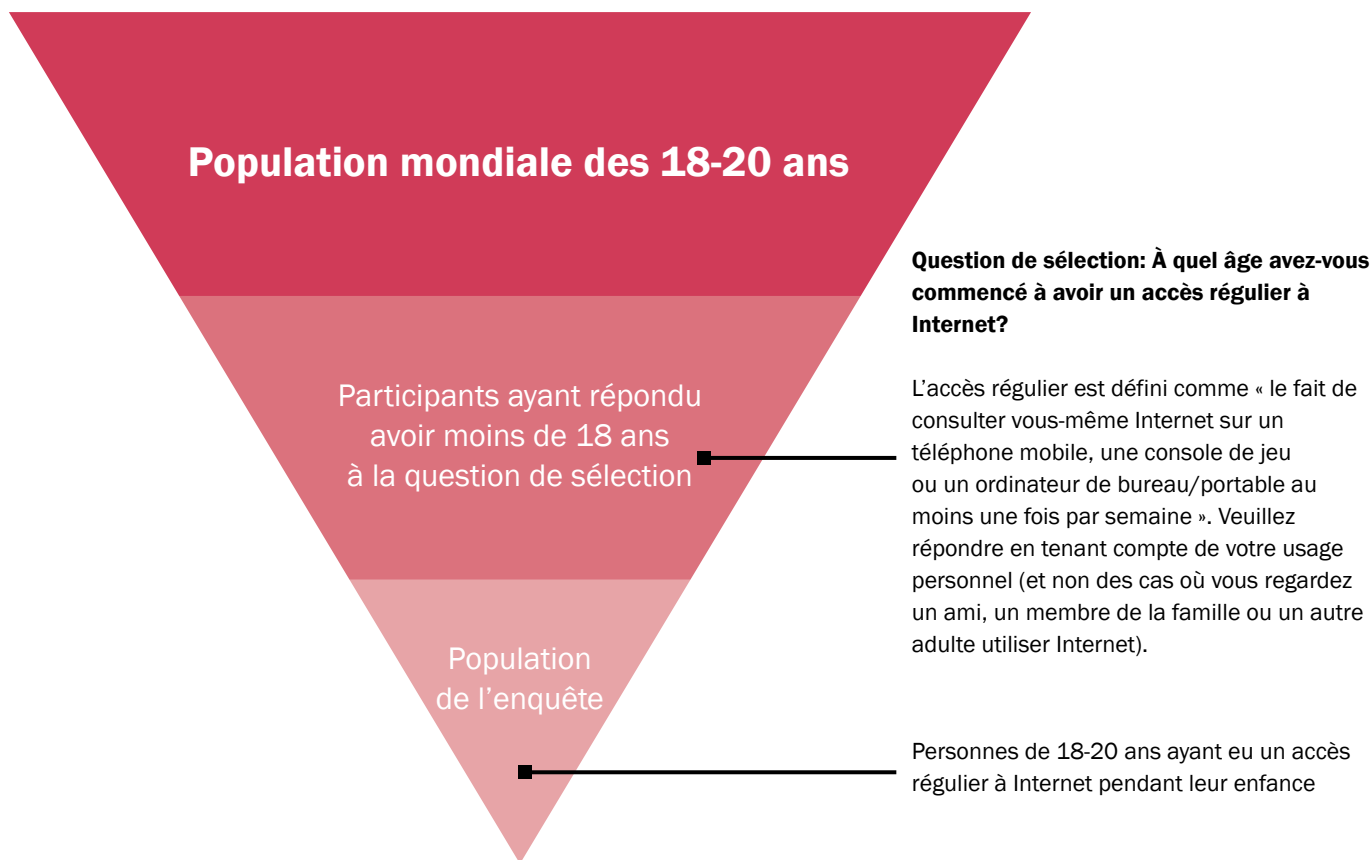 Population mondiale des 18-20 ans
Participants ayant répondu
avoir moins de 18 ans
à la question de sélection
Population
de l’enquête
Question de sélection: À quel âge avez-vous
commencé à avoir un accès régulier à
Internet?
L’accès régulier est défini comme « le fait de
consulter vous-même Internet sur un
téléphone mobile, une console de jeu
ou un ordinateur de bureau/portable au
moins une fois par semaine ». Veuillez
répondre en tenant compte de votre usage
personnel (et non des cas où vous regardez
un ami, un membre de la famille ou un autre
adulte utiliser Internet).
Personnes de 18-20 ans ayant eu un accès
régulier à Internet pendant leur enfance